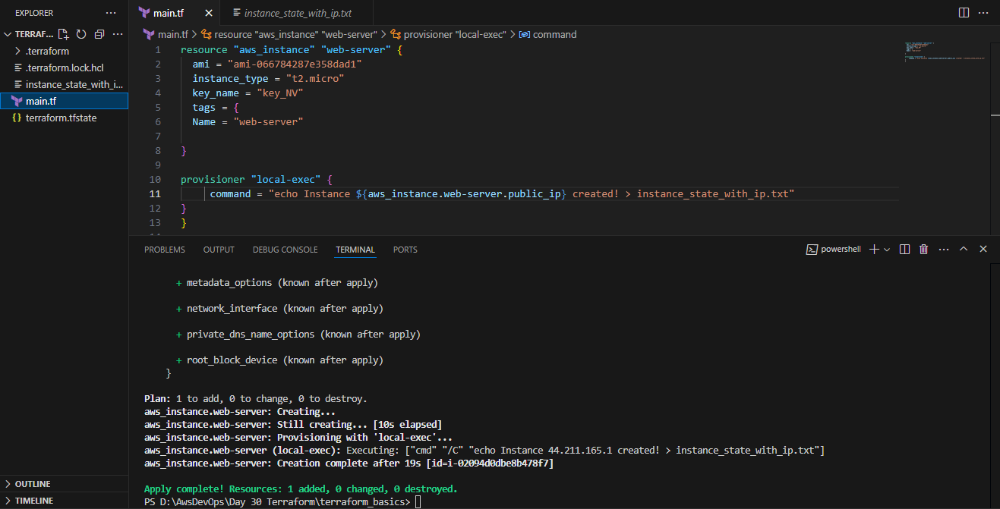 EXPLORER
TERRAF...
.terraform
.terraform.lock.hcl
instance_state_with_i...
main.tf
terraform.tfstate
OUTLINE
TIMELINE
main.tf
instance_state_with_ip.txt
main.tf > resource "aws_instance" "web-server" > provisioner "local-exec" > command
1 resource "aws_instance" "web-server" {
2 ami = "ami-066784287e358dad1"
3 instance_type = "t2.micro"
4 key_name = "key_NV"
5 tags = {
6 Name = "web-server"
7
8 }
9
10 provisioner "local-exec" {
11 command = "echo Instance ${aws_instance.web-server.public_ip} created! > instance_state_with_ip.txt"
12 }
13 }
PROBLEMS OUTPUT DEBUG CONSOLE TERMINAL PORTS
powershell
+ metadata_options (known after apply)
+ network_interface (known after apply)
+ private_dns_name_options (known after apply)
+ root_block_device (known after apply)
}
Plan: 1 to add, 0 to change, 0 to destroy.
aws_instance.web-server: Creating...
aws_instance.web-server: Still creating... [10s elapsed]
aws_instance.web-server: Provisioning with 'local-exec'...
aws_instance.web-server (local-exec): Executing: ["cmd" "/C" "echo Instance 44.211.165.1 created! > instance_state_with_ip.txt"]
aws_instance.web-server: Creation complete after 19s [id=i-02094d0dbe8b478f7]
Apply complete! Resources: 1 added, 0 changed, 0 destroyed.
PS D:\AwsDevOps\Day 30 Terraform\terraform_basics>